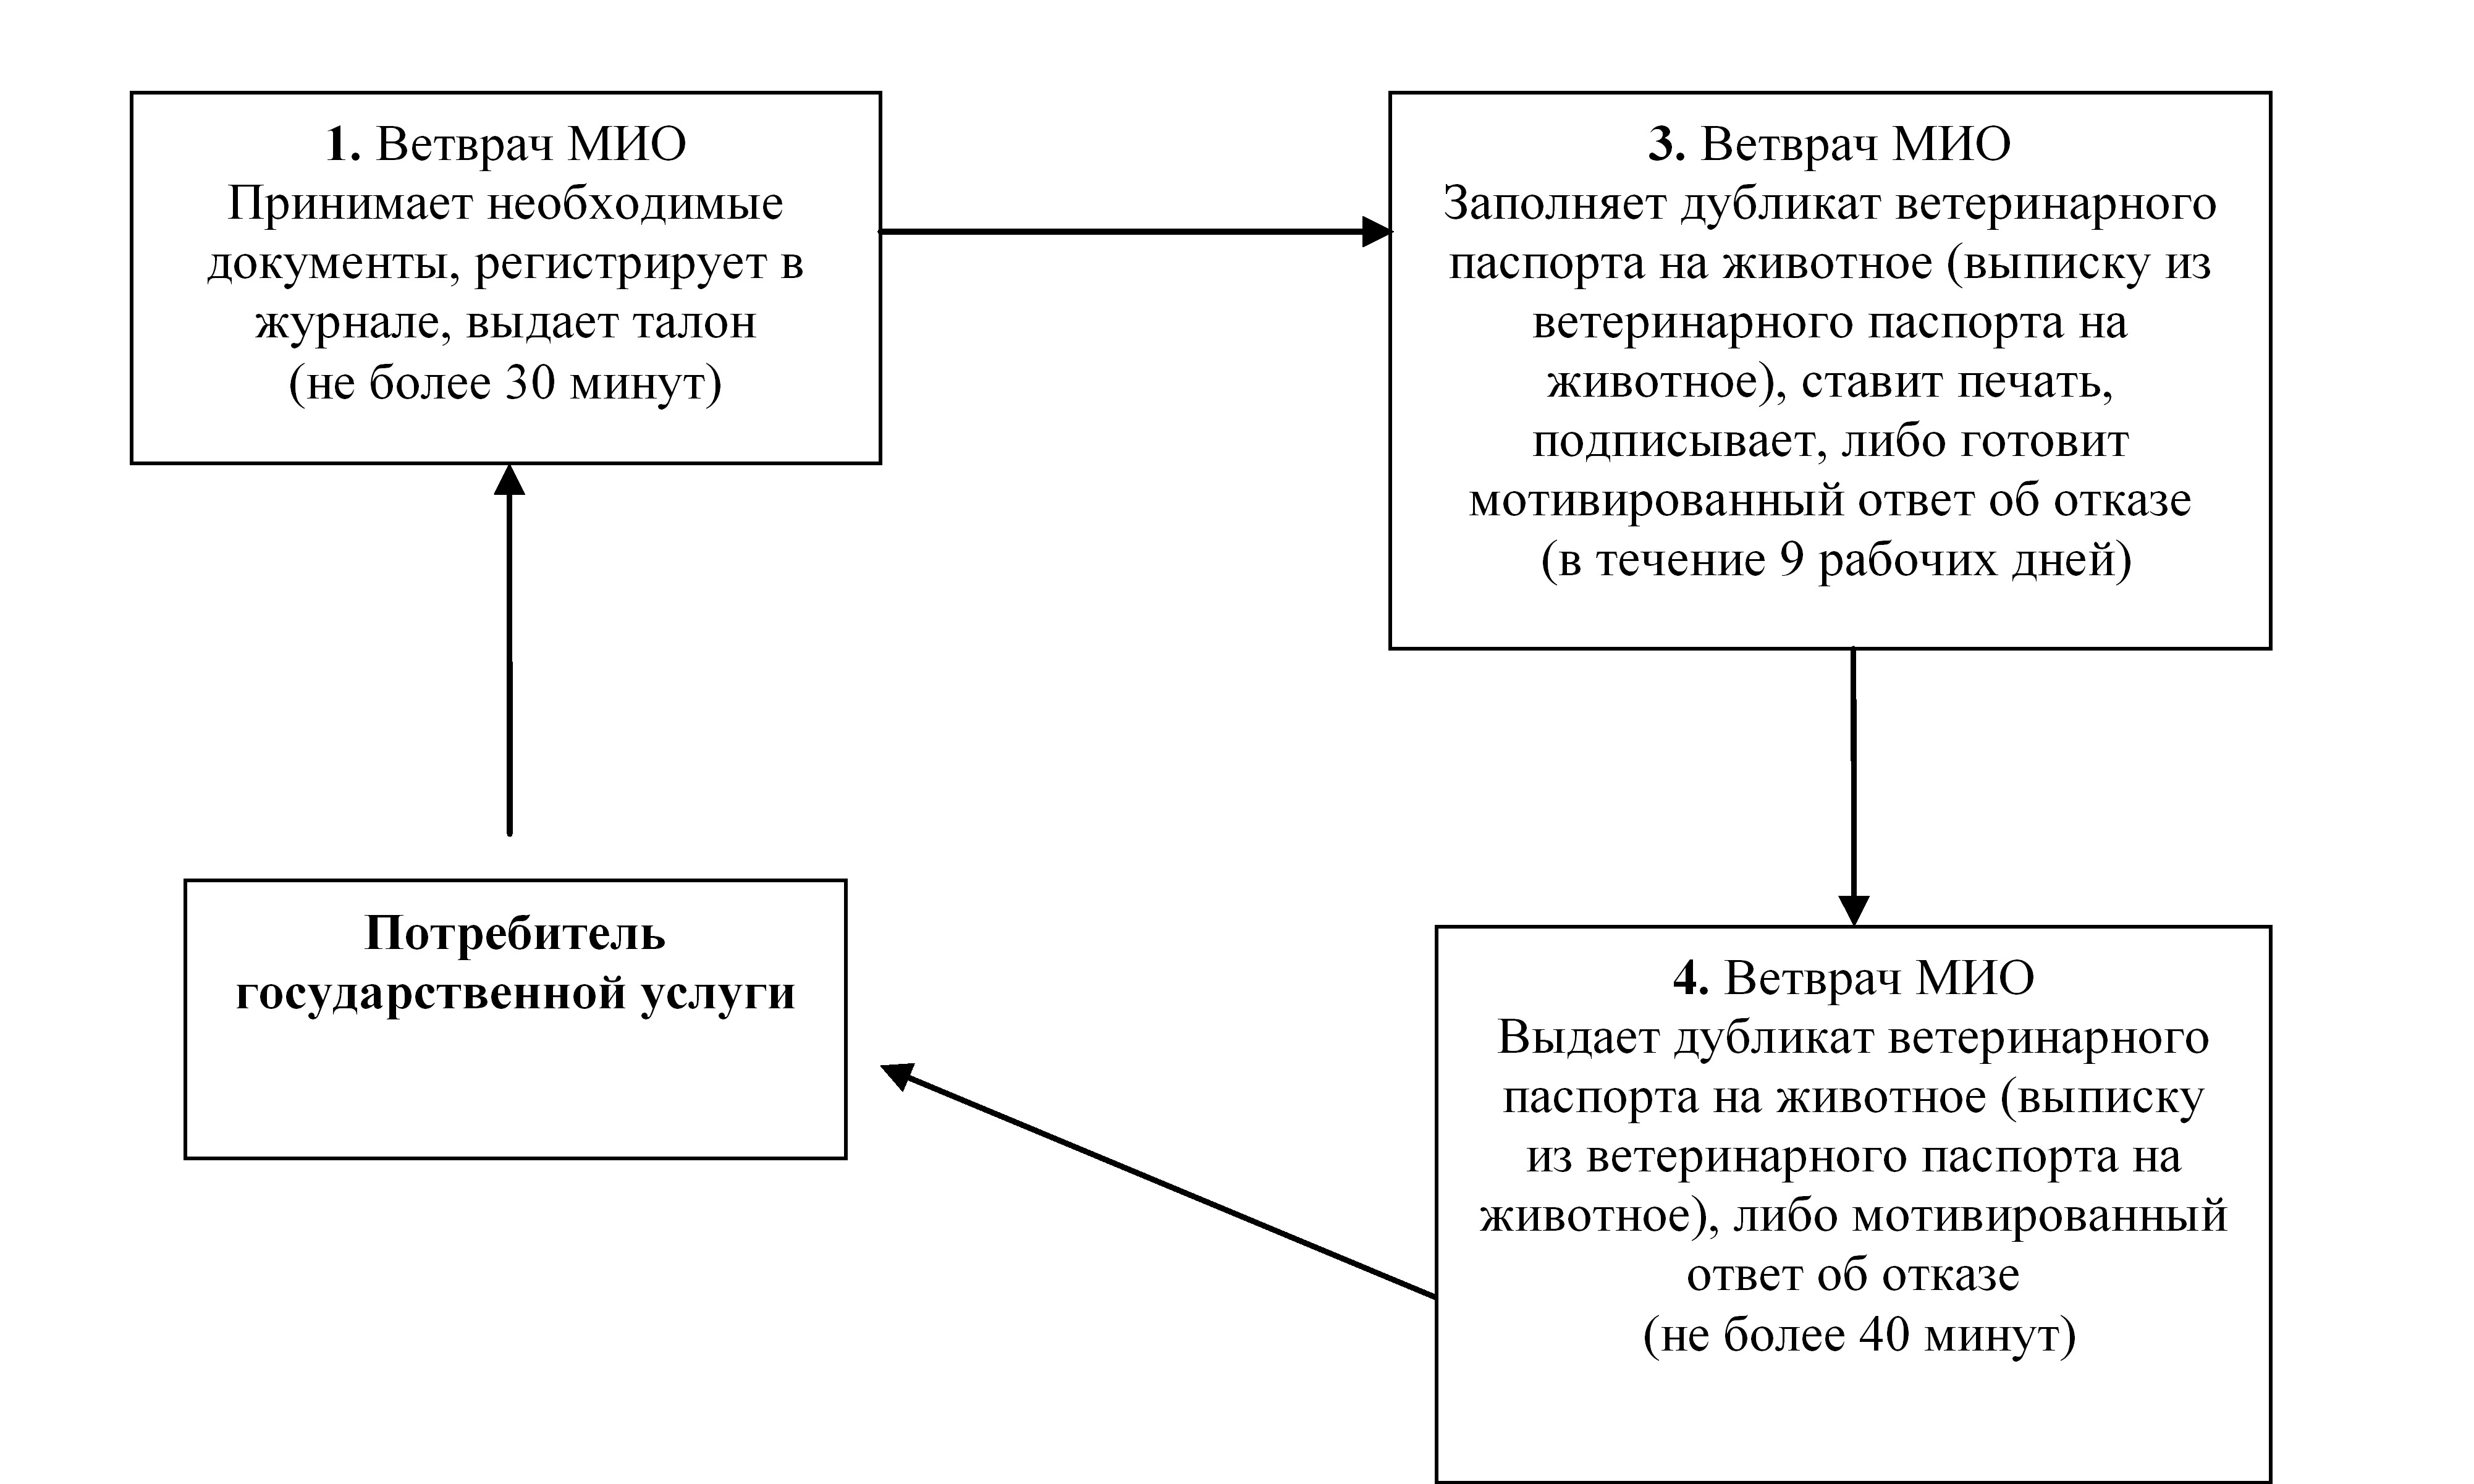 1. Ветврач МИО
Принимает необходимые
документы, регистрирует в
журнале, выдает талон
(не более 30 минут)
3. Ветврач МИО
Заполняет дубликат ветеринарного
паспорта на животное (выписку из
ветеринарного паспорта на
животное), ставит печать,
подписывает, либо готовит
мотивированный ответ об отказе
(в течение 9 рабочих дней)
Потребитель
государственной услуги
4. Ветврач МИО
Выдает дубликат ветеринарного
паспорта на животное (выписку
из ветеринарного паспорта на
животное), либо мотивированный
ответ об отказе
(не более 40 минут)